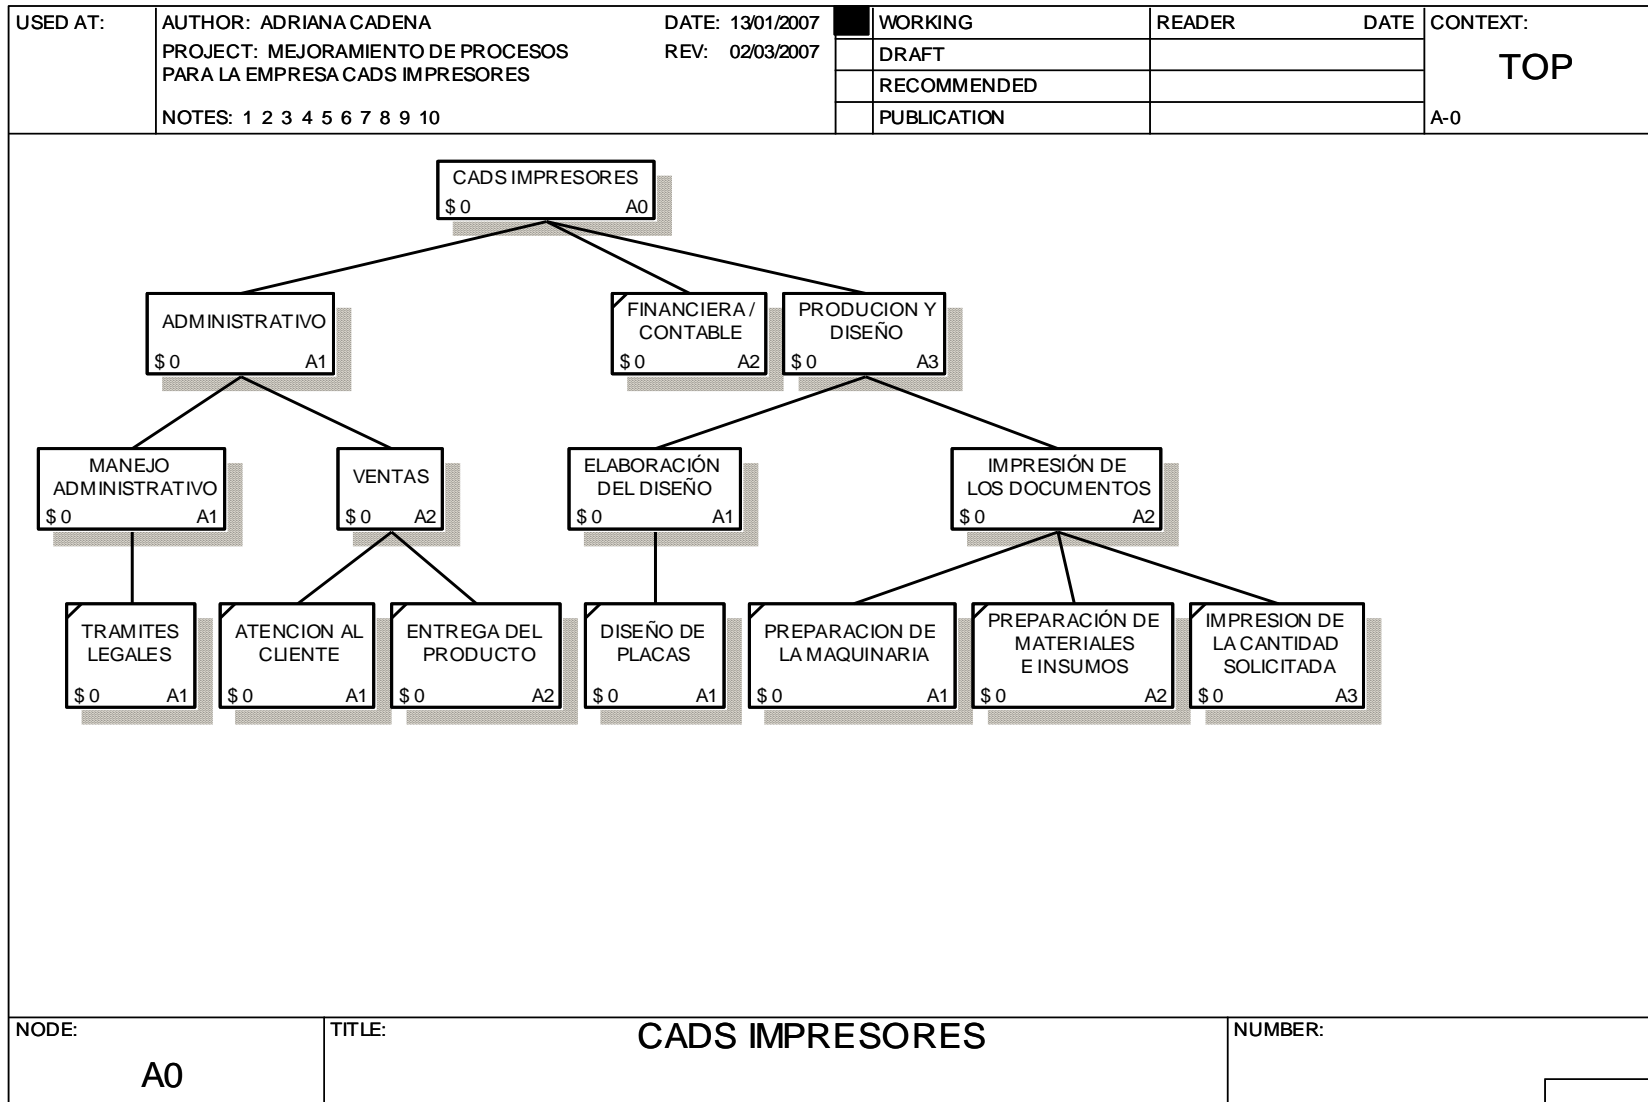 USED AT:
AUTHOR: ADRIANA CADENA
DATE: 13/01/2007
WORKING
READER
DATE
CONTEXT:
PROJECT: MEJORAMIENTO DE PROCESOS
REV: 02/03/2007
DRAFT
TOP
PARA LA EMPRESA CADS IMPRESORES
RECOMMENDED
NOTES: 1 2 3 4 5 6 7 8 9 10
PUBLICATION
A-0
CADS IMPRESORES
$ 0 A0
ADMINISTRATIVO
$ 0 A1
FINANCIERA /
CONTABLE
$ 0 A2
PRODUCION Y
DISEÑO
$ 0 A3
MANEJO
ADMINISTRATIVO
$ 0 A1
VENTAS
$ 0 A2
ELABORACIÓN
DEL DISEÑO
$ 0 A1
IMPRESIÓN DE
LOS DOCUMENTOS
$ 0 A2
TRAMITES
LEGALES
$ 0 A1
ATENCION AL
CLIENTE
$ 0 A1
ENTREGA DEL
PRODUCTO
$ 0 A2
DISEÑO DE
PLACAS
$ 0 A1
PREPARACION DE
LA MAQUINARIA
$ 0 A1
PREPARACIÓN DE
MATERIALES
E INSUMOS
$ 0 A2
IMPRESION DE
LA CANTIDAD
SOLICITADA
$ 0 A3
NODE:
A0
TITLE:
CADS IMPRESORES
NUMBER: